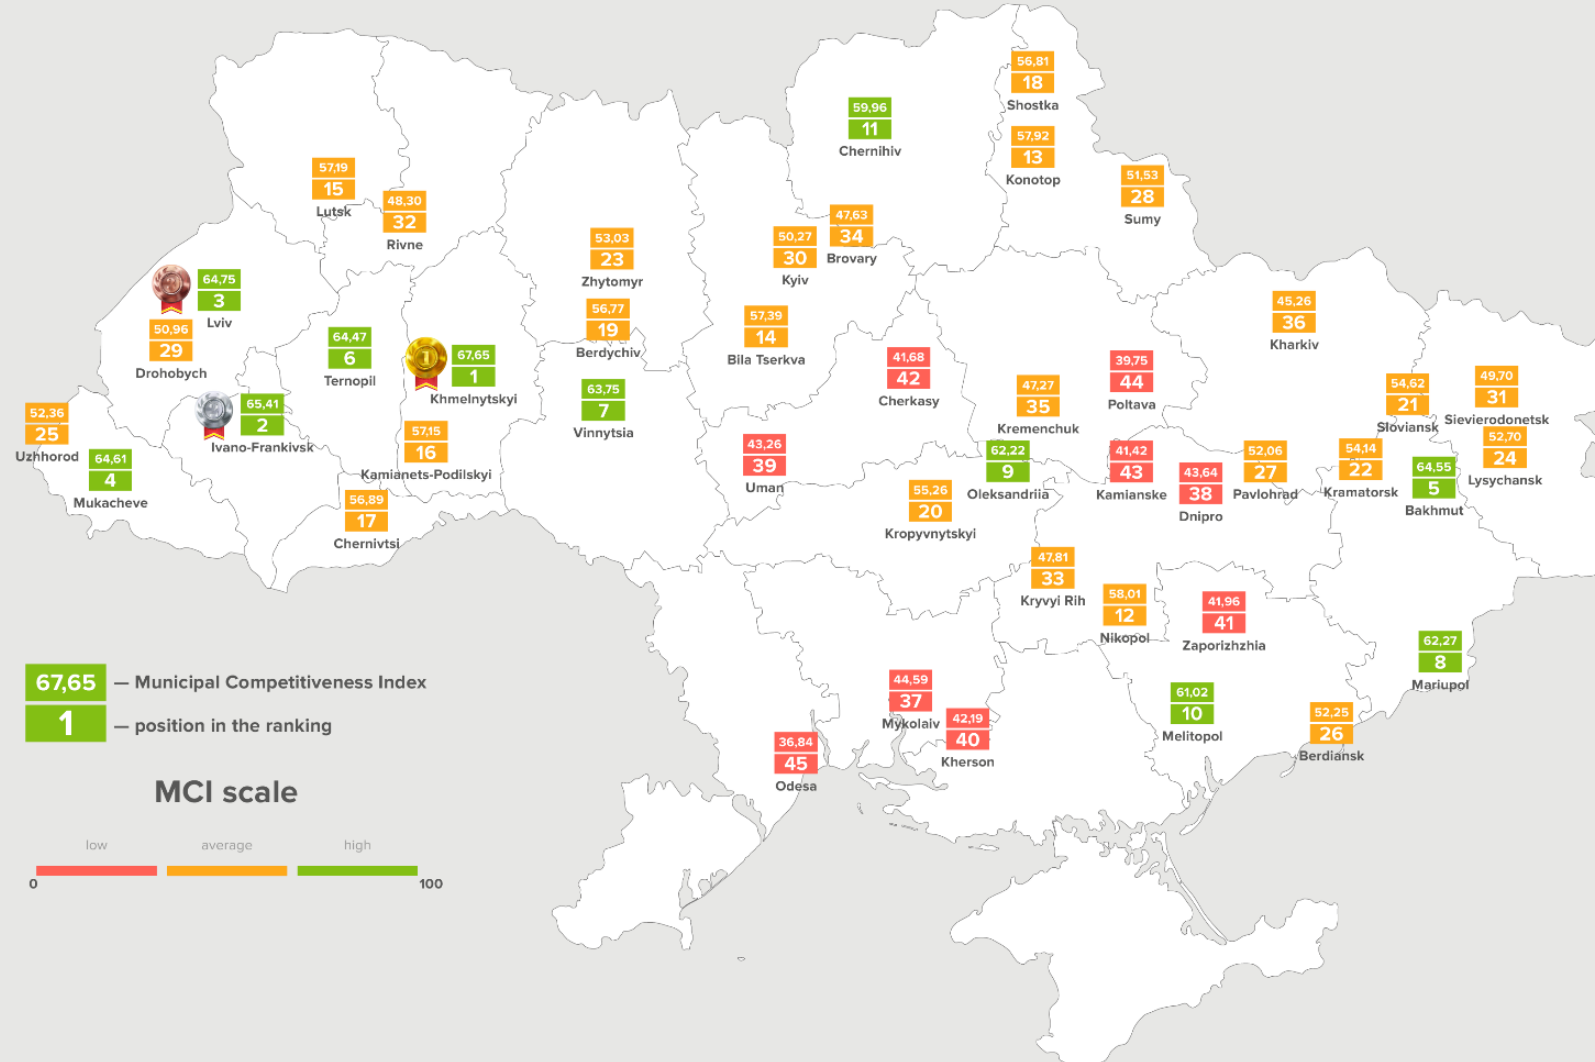 56,81
18
Shostka
59,96
11
Chernihiv
57,92
13
Konotop
57,19
15
Lutsk
51,53
28
Sumy
48,30
32
Rivne
47,63
34
Brovary
53,03
23
Zhytomyr
50,27
30
Kyiv
64,75
3
Lviv
45,26
36
Kharkiv
56,77
19
Berdychiv
57,39
14
Bila Tserkva
50,96
29
Drohobych
64,47
6
Ternopil
1
67,65
1
Khmelnytskyi
41,68
42
Cherkasy
39,75
44
Poltava
49,70
31
Sievierodonetsk
54,62
21
Sloviansk
47,27
35
Kremenchuk
63,75
7
Vinnytsia
65,41
2
Ivano-Frankivsk
52,36
25
Uzhhorod
57,15
16
Kamianets-Podilskyi
52,70
24
Lysychansk
43,26
39
Uman
62,22
9
Oleksandriia
41,42
43
Kamianske
52,06
27
Pavlohrad
54,14
22
Kramatorsk
64,61
4
Mukacheve
64,55
5
Bakhmut
43,64
38
Dnipro
55,26
20
Kropyvnytskyi
56,89
17
Chernivtsi
47,81
33
Kryvyi Rih
58,01
12
Nikopol
41,96
41
Zaporizhzhia
62,27
8
Mariupol
44,59
37
Mykolaiv
61,02
10
Melitopol
52,25
26
Berdiansk
42,19
40
Kherson
36,84
45
Odesa
67,65 — Municipal Competitiveness Index
1 — position in the ranking
MCI scale
low average high
0 100